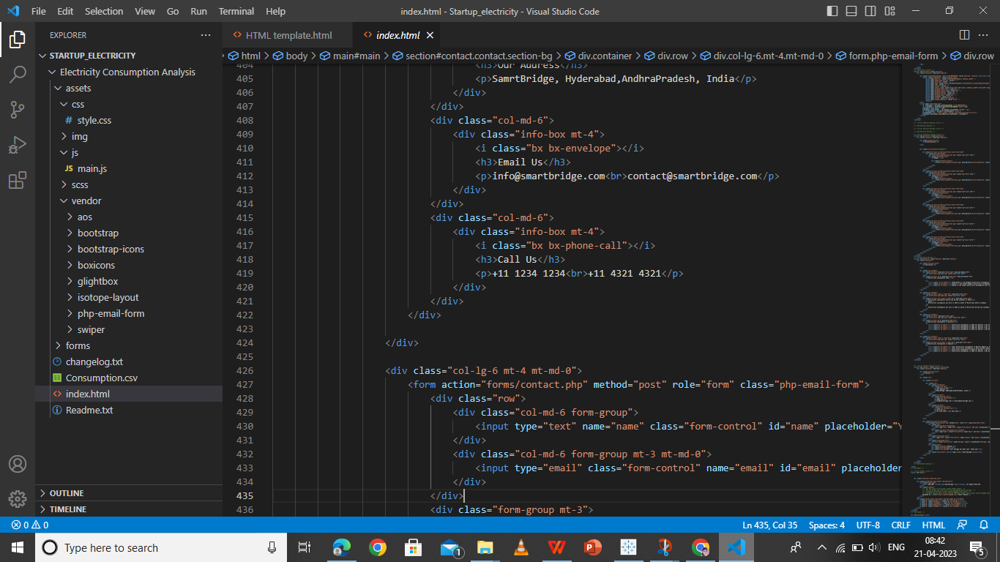 File Edit Selection View Go Run Terminal Help index.html - Startup_electricity - Visual Studio Code
EXPLORER
STARTUP_ELECTRICITY
Electricity Consumption Analysis
assets
css
# style.css
img
js
JS main.js
scss
vendor
aos
bootstrap
bootstrap-icons
boxicons
glightbox
isotope-layout
php-email-form
swiper
forms
changelog.txt
Consumption.csv
<> index.html
Readme.txt
OUTLINE
TIMELINE
<> HTML template.html <> index.html
html > body > main#main > section#contact.contact.section-bg > div.container > div.row > div.col-lg-6.mt-4.mt-md-0 > form.php-email-form > div.row
404 <h3>Our Address</h3>
405 <p>SamrtBridge, Hyderabad,AndhraPradesh, India</p>
406 </div>
407 </div>
408 <div class="col-md-6">
409 <div class="info-box mt-4">
410 <i class="bx bx-envelope"></i>
411 <h3>Email Us</h3>
412 <p>info@smartbridge.com<br>contact@smartbridge.com</p>
413 </div>
414 </div>
415 <div class="col-md-6">
416 <div class="info-box mt-4">
417 <i class="bx bx-phone-call"></i>
418 <h3>Call Us</h3>
419 <p>+11 1234 1234<br>+11 4321 4321</p>
420 </div>
421 </div>
422 </div>
423
424 </div>
425
426 <div class="col-lg-6 mt-4 mt-md-0">
427 <form action="forms/contact.php" method="post" role="form" class="php-email-form">
428 <div class="row">
429 <div class="col-md-6 form-group">
430 <input type="text" name="name" class="form-control" id="name" placeholder="Y
431 </div>
432 <div class="col-md-6 form-group mt-3 mt-md-0">
433 <input type="email" class="form-control" name="email" id="email" placeholder
434 </div>
435 </div>
436 <div class="form-group mt-3">
0 0 Ln 435, Col 35 Spaces: 4 UTF-8 CRLF HTML
Type here to search 1 ENG 08:42
21-04-2023 5